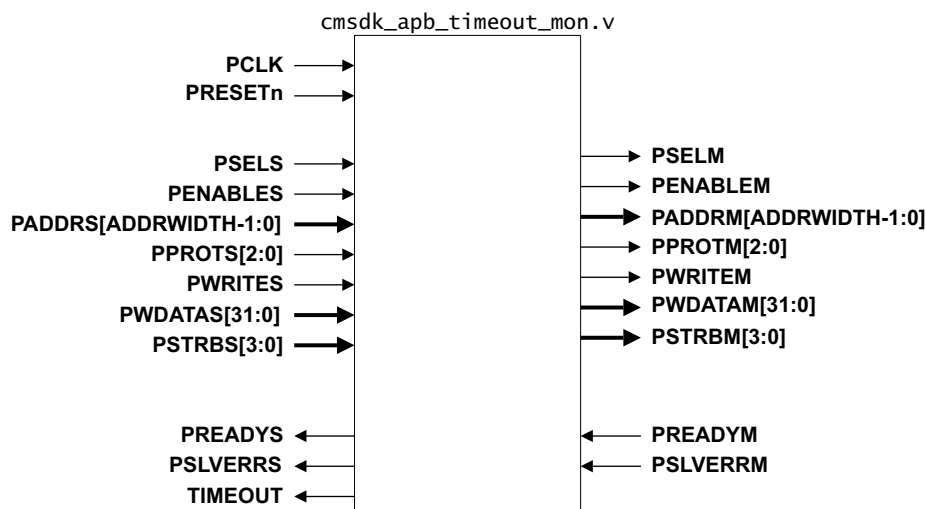 cmsdk_apb_timeout_mon.v
PCLK
PRESETn
PSELS
PENABLES
PADDRS[ADDRWIDTH-1:0]
PPROTS[2:0]
PWRITES
PWDATAS[31:0]
PSTRBS[3:0]
PREADYS
PSLVERRS
TIMEOUT
PSELM
PENABLEM
PADDRM[ADDRWIDTH-1:0]
PPROTM[2:0]
PWRITEM
PWDATAM[31:0]
PSTRBM[3:0]
PREADYM
PSLVERRM